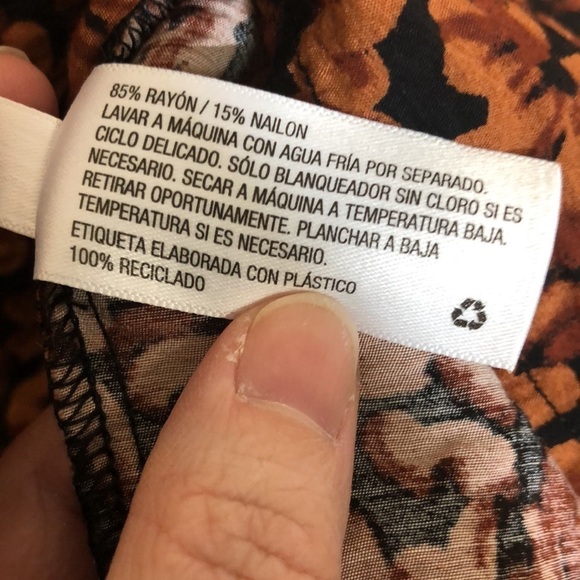 85% RAYÓN / 15% NAILON
LAVAR A MÁQUINA CON AGUA FRÍA POR SEPARADO.
CICLO DELICADO. SÓLO BLANQUEADOR SIN CLORO SI ES
NECESARIO. SECAR A MÁQUINA A TEMPERATURA BAJA.
RETIRAR OPORTUNAMENTE. PLANCHAR A BAJA
TEMPERATURA SI ES NECESARIO.
ETIQUETA ELABORADA CON PLÁSTICO
100% RECICLADO